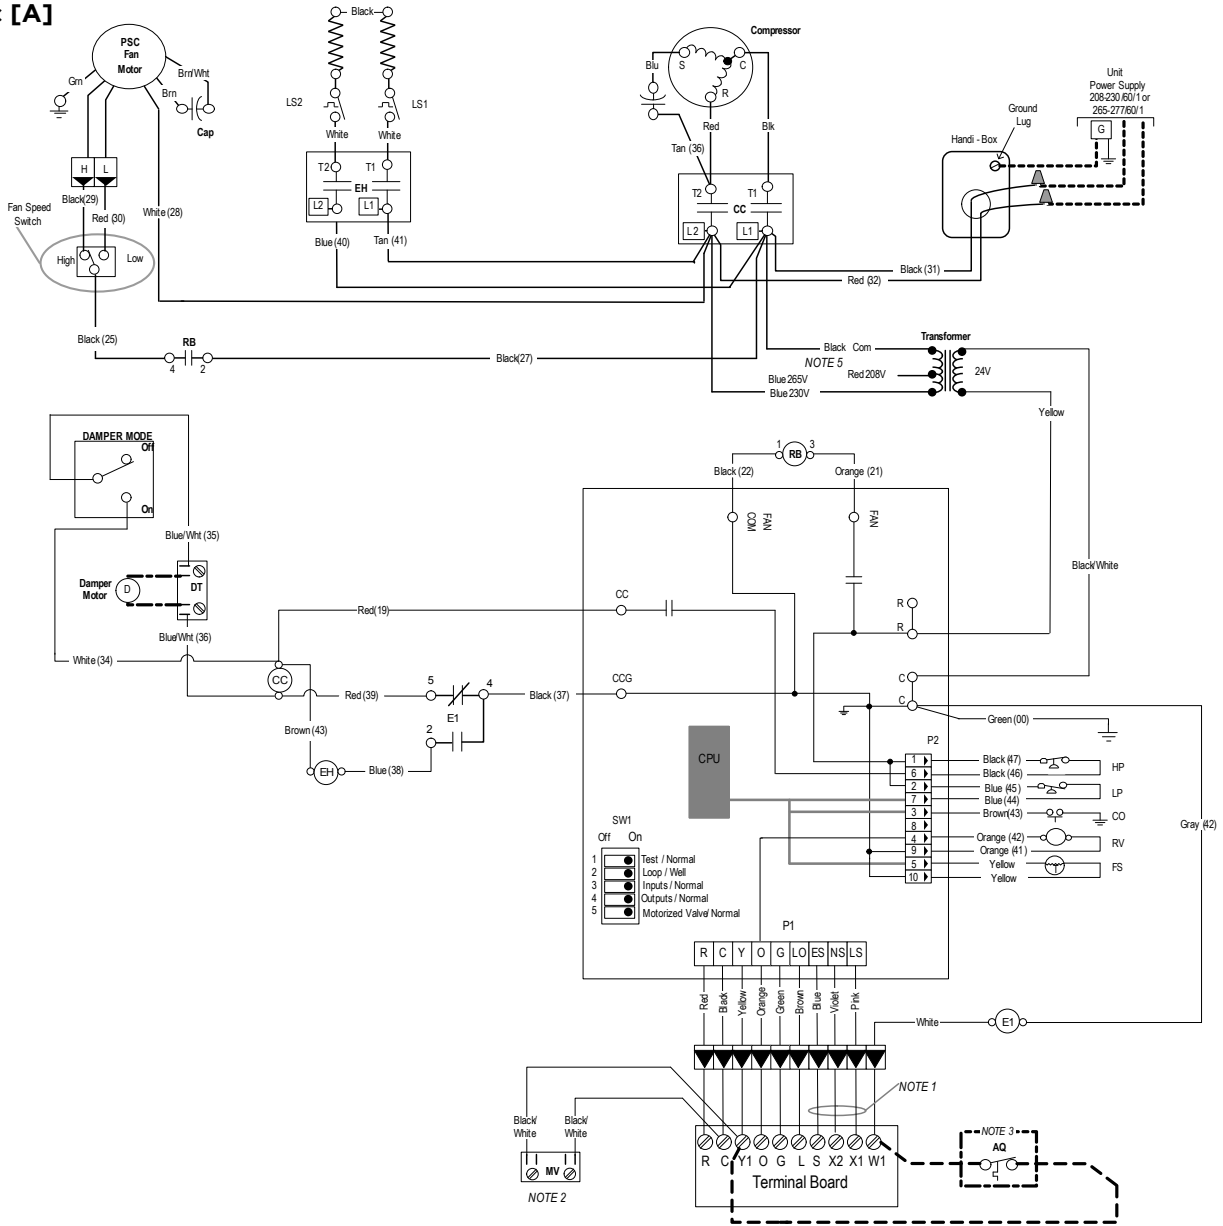 [A]
PSC
Fan
Motor
Grn
Brn/Wht
Brn
Cap
H L
Black(29)
Red (30)
White (28)
Fan Speed
Switch
High
Low
Black (25)
RB
4 2
Black(27)
Black
LS2
LS1
White
White
T2 T1
EH
L2 L1
Blue (40)
Tan (41)
Compressor
Blu
S C
R
Red
Blk
Tan (36)
T2 T1
CC
L2 L1
Unit
Power Supply
208-230/60/1 or
265-277/60/1
G
Ground
Lug
Handi - Box
Black (31)
Red (32)
Transformer
Black Com
NOTE 5
Red 208V
Blue 265V
Blue 230V
24V
Yellow
Black/White
DAMPER MODE
Off
On
Blue/Wht (35)
Damper
Motor
D
DT
Blue/Wht (36)
White (34)
CC
Red(19)
Red (39)
Brown (43)
EH
Blue (38)
5 4
E1
2
Black (37)
1 RB 3
Black (22)
Orange (21)
FAN
COM
FAN
CC
CCG
R
R
C
C
Green (00)
P2
1 Black (47)
6 Black (46)
HP
2 Blue (45)
7 Blue (44)
LP
3 Brown(43)
CO
8
4 Orange (42)
9 Orange (41)
RV
5 Yellow
10 Yellow
FS
Gray (42)
CPU
SW1
Off On
1 Test / Normal
2 Loop / Well
3 Inputs / Normal
4 Outputs / Normal
5 Motorized Valve/ Normal
P1
R C Y O G LO ES NS LS
Red
Black
Yellow
Orange
Green
Brown
Blue
Violet
Pink
White
E1
NOTE 1
Black/
White
Black/
White
MV
NOTE 2
R C Y1 O G L S X2 X1 W1
Terminal Board
NOTE 3
AQ